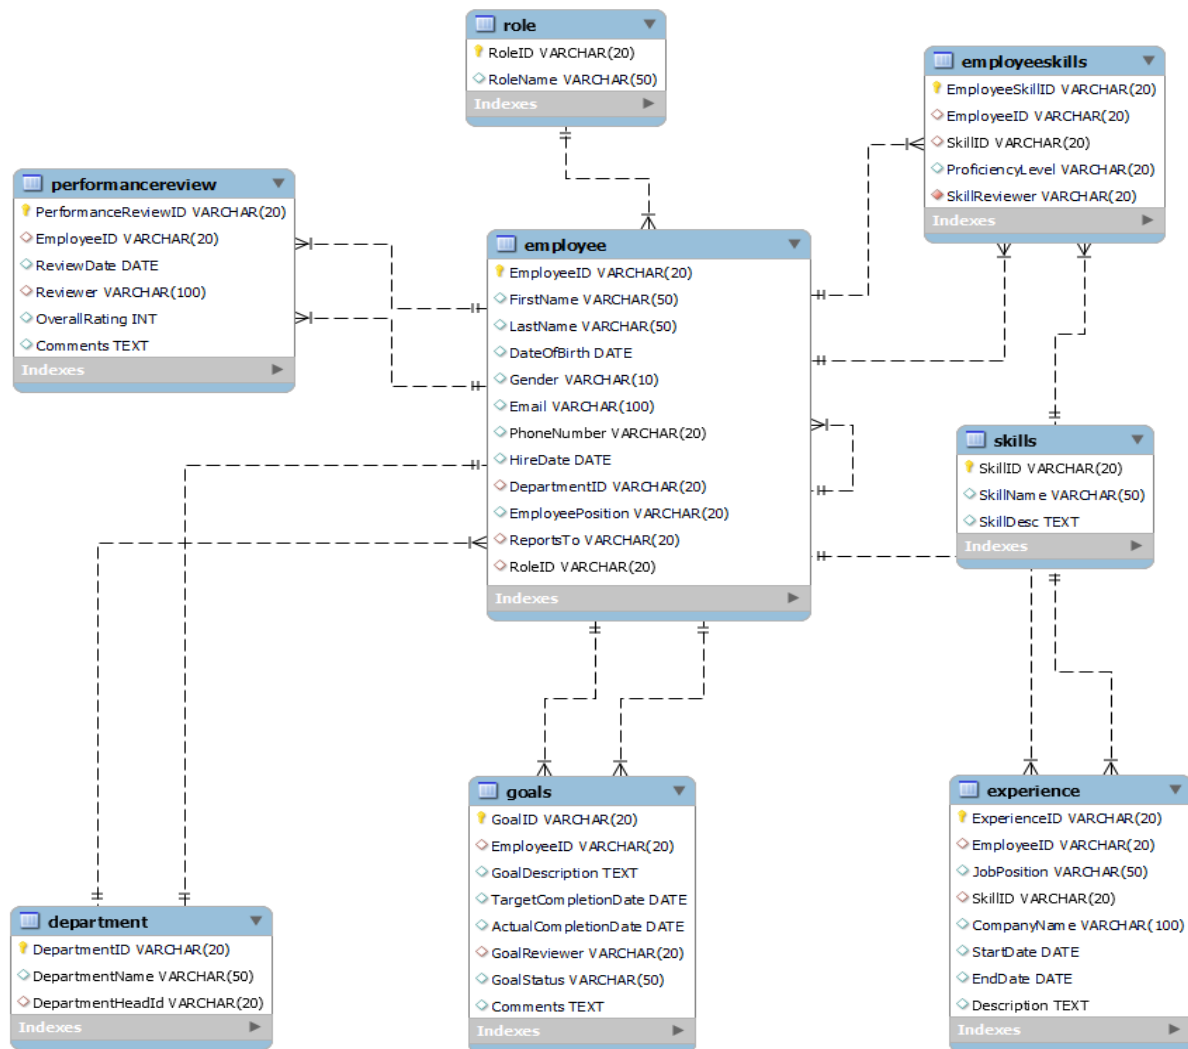 role
RoleID VARCHAR(20)
RoleName VARCHAR(50)
Indexes
employeeskills
EmployeeSkillID VARCHAR(20)
EmployeeID VARCHAR(20)
SkillID VARCHAR(20)
ProficiencyLevel VARCHAR(20)
SkillReviewer VARCHAR(20)
Indexes
performancereview
PerformanceReviewID VARCHAR(20)
EmployeeID VARCHAR(20)
ReviewDate DATE
Reviewer VARCHAR(100)
OverallRating INT
Comments TEXT
Indexes
employee
EmployeeID VARCHAR(20)
FirstName VARCHAR(50)
LastName VARCHAR(50)
DateOfBirth DATE
Gender VARCHAR(10)
Email VARCHAR(100)
PhoneNumber VARCHAR(20)
HireDate DATE
DepartmentID VARCHAR(20)
EmployeePosition VARCHAR(20)
ReportsTo VARCHAR(20)
RoleID VARCHAR(20)
Indexes
skills
SkillID VARCHAR(20)
SkillName VARCHAR(50)
SkillDesc TEXT
Indexes
goals
GoalID VARCHAR(20)
EmployeeID VARCHAR(20)
GoalDescription TEXT
TargetCompletionDate DATE
ActualCompletionDate DATE
GoalReviewer VARCHAR(20)
GoalStatus VARCHAR(50)
Comments TEXT
Indexes
experience
ExperienceID VARCHAR(20)
EmployeeID VARCHAR(20)
JobPosition VARCHAR(50)
SkillID VARCHAR(20)
CompanyName VARCHAR(100)
StartDate DATE
EndDate DATE
Description TEXT
Indexes
department
DepartmentID VARCHAR(20)
DepartmentName VARCHAR(50)
DepartmentHeadId VARCHAR(20)
Indexes